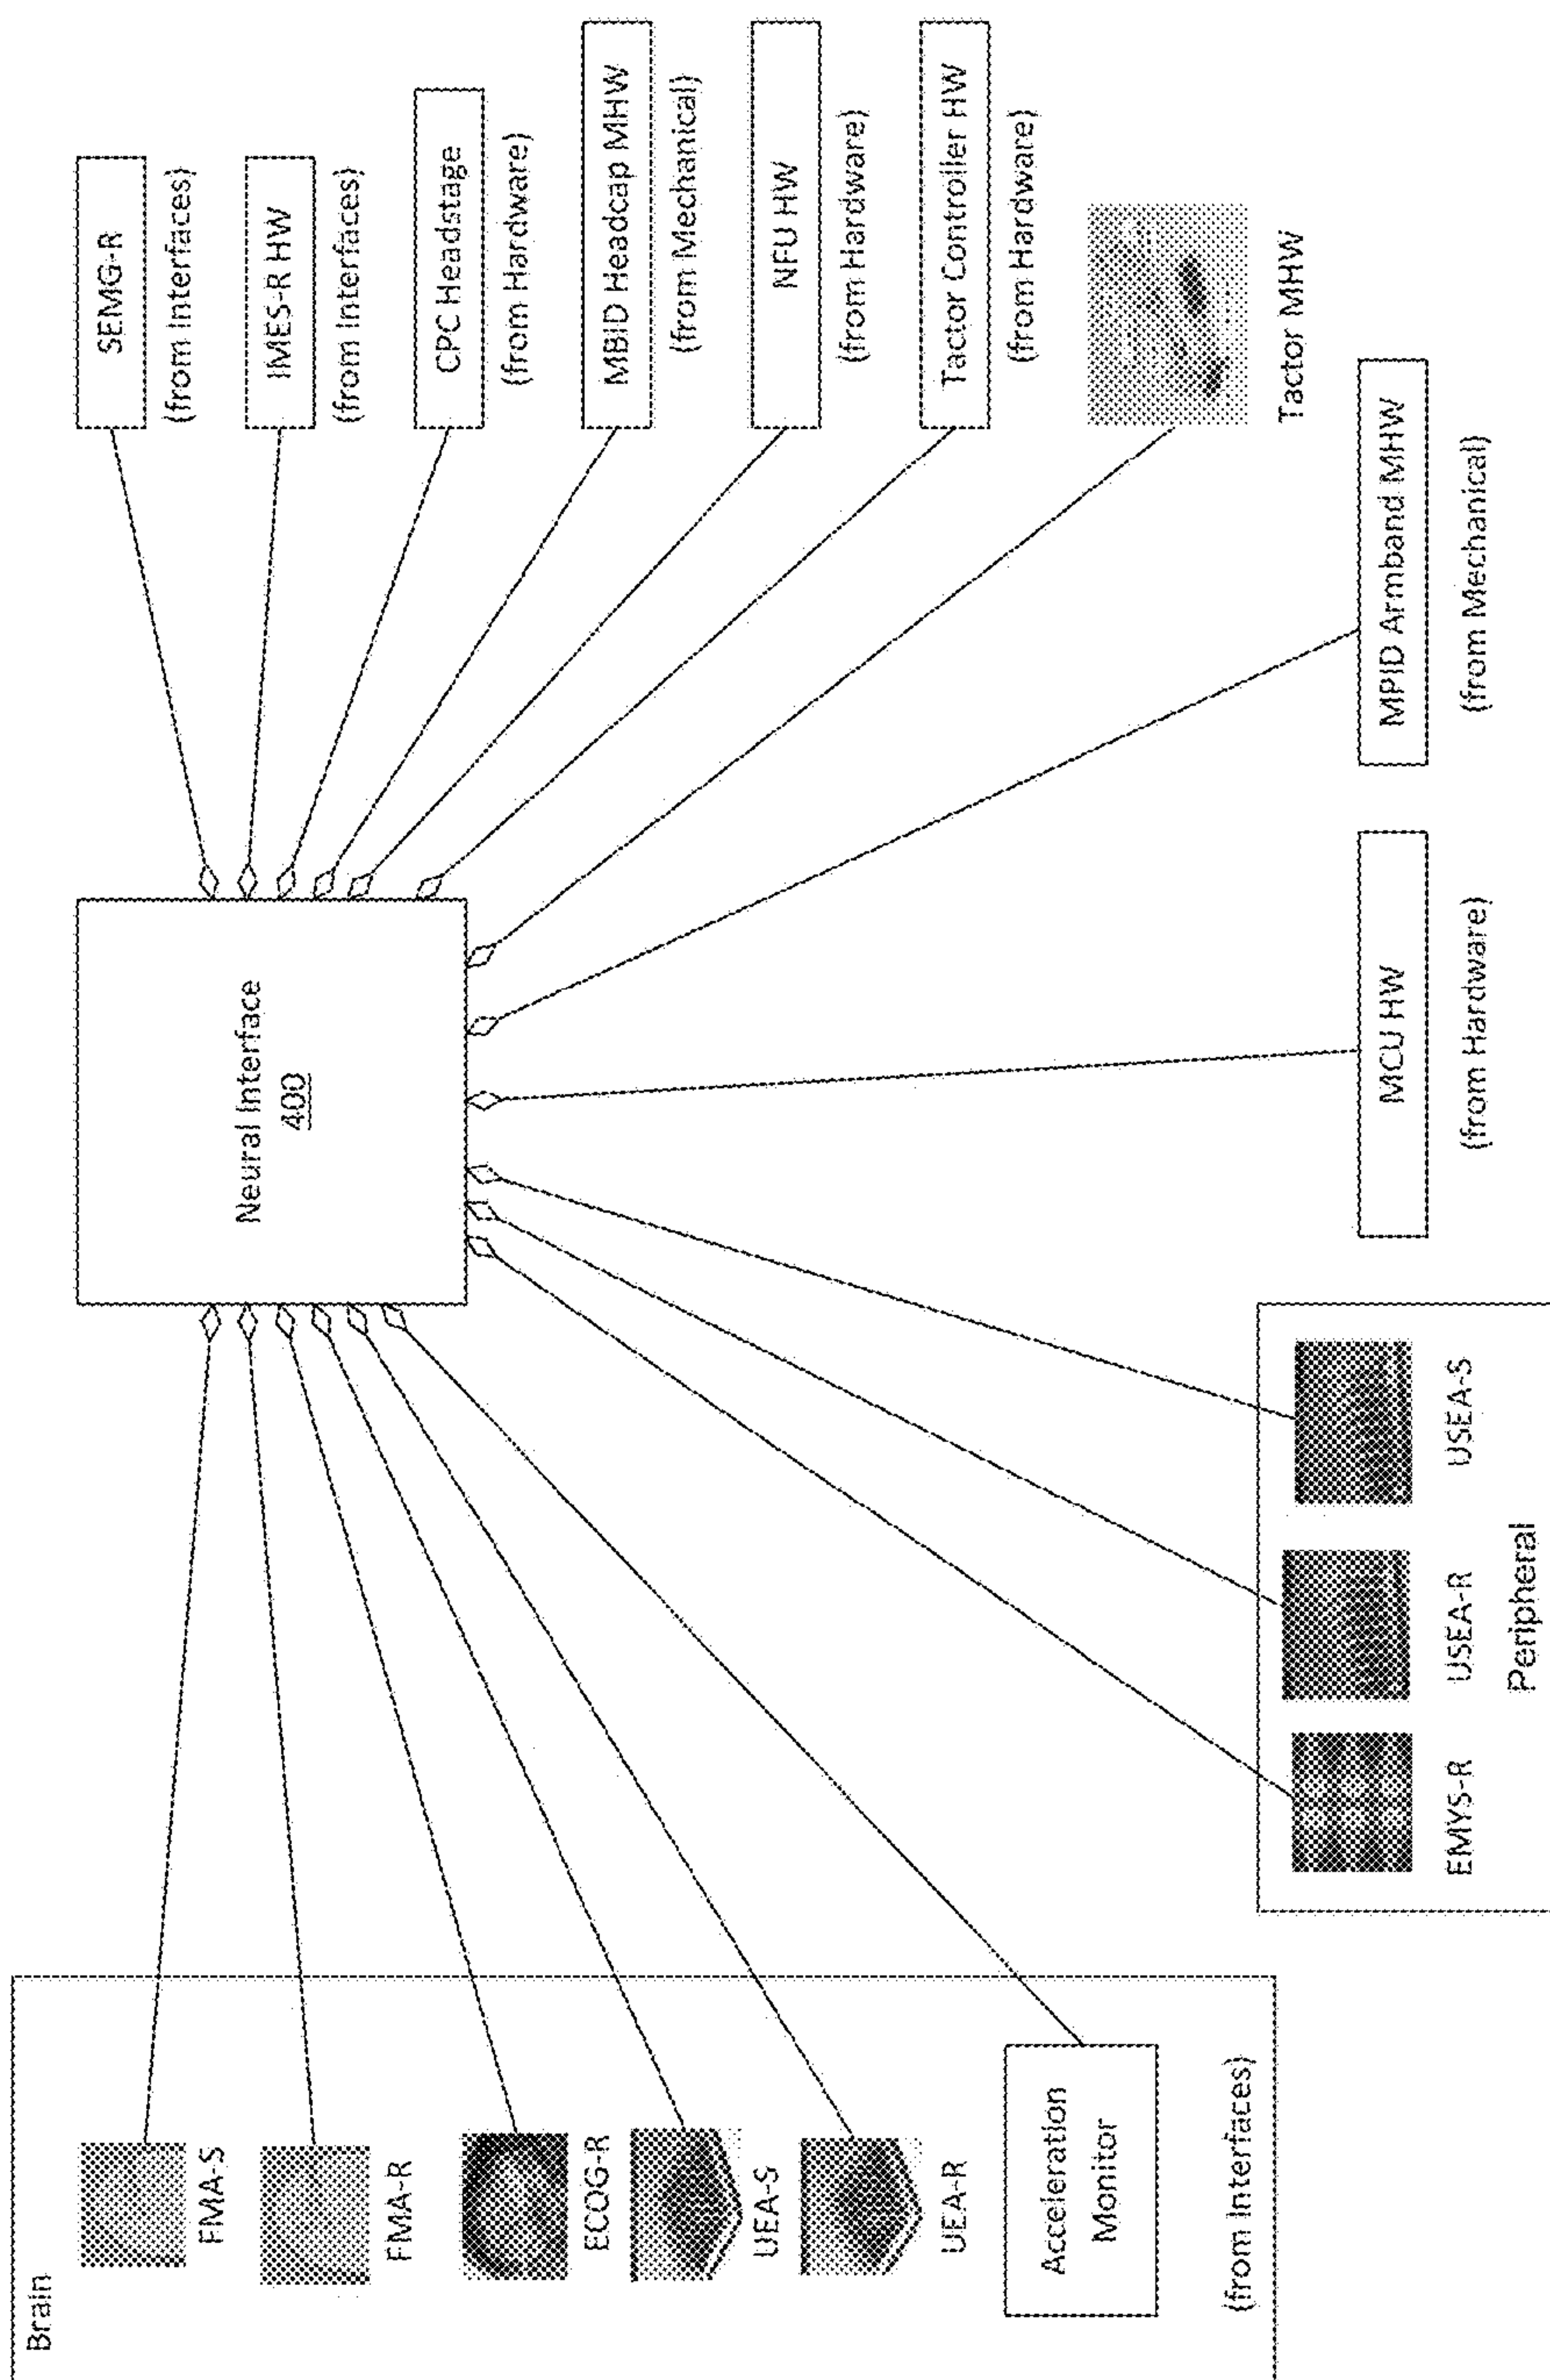 Brain
FMA-S
FMA-R
ECOG-R
UEA-S
UEA-R
Acceleration
Monitor
(from Interfaces)
Neural Interface
400
EMYS-R
USEA-R
USEA-S
Peripheral
MCU HW
(from Hardware)
MPID Armband MHW
(from Mechanical)
SEMG-R
(from Interfaces)
IMES-R HW
(from Interfaces)
CPC Headstage
(from Hardware)
MBID Headcap MHW
(from Mechanical)
NFU HW
(from Hardware)
Tactor Controller HW
(from Hardware)
Tactor MHW